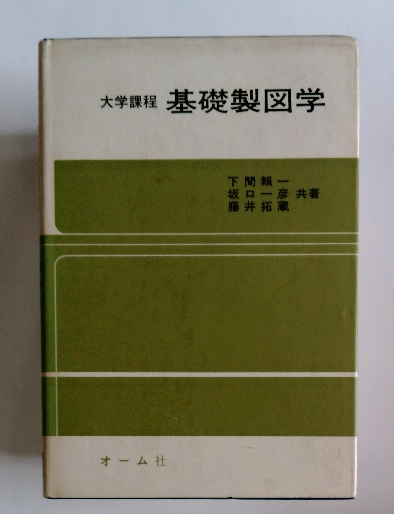 大学課程 基礎製図学
下間頼一
坂口一彦 共著
藤井拓蔵
オーム社